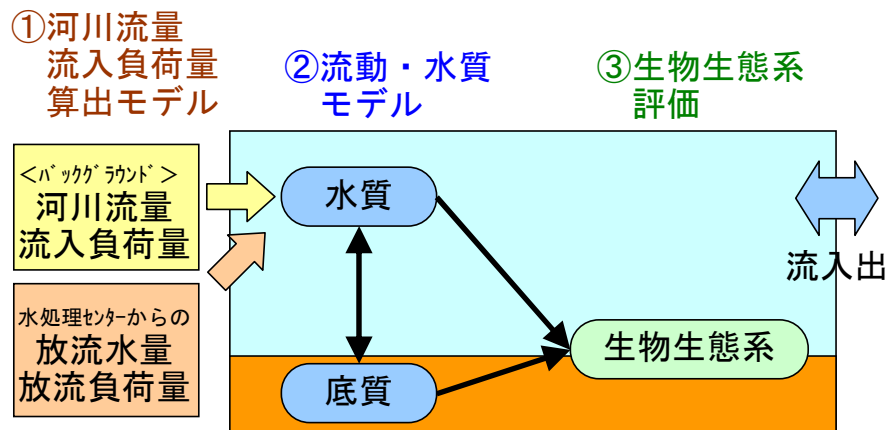 ①河川流量
流入負荷量
算出モデル
②流動・水質
モデル
③生物生態系
評価
＜ﾊﾞｯｸｸﾞﾗｳﾝﾄﾞ＞
河川流量
流入負荷量
水処理ｾﾝﾀｰからの
放流水量
放流負荷量
水質
底質
生物生態系
流入出